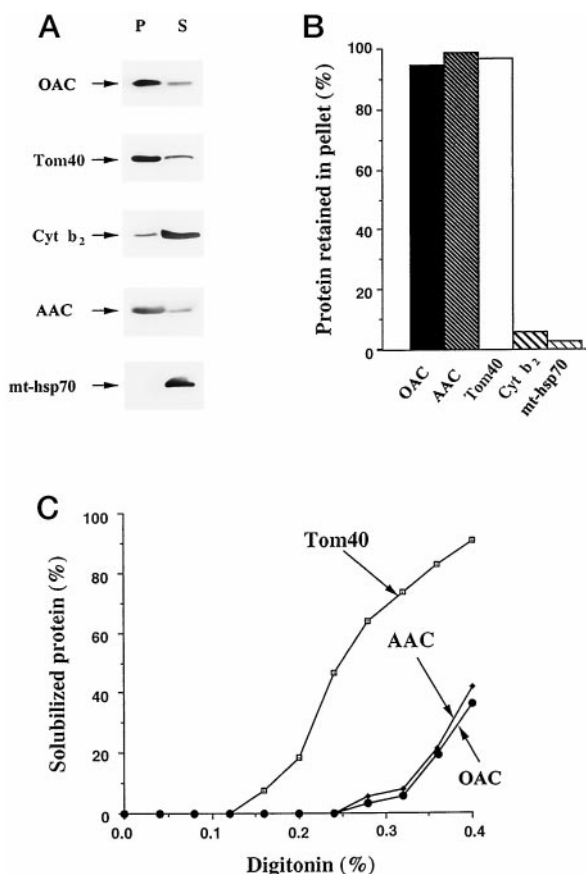 A
P S
OAC
Tom40
Cyt b2
AAC
mt-hsp70
B
Protein retained in pellet (%)
100
80
60
40
20
0
OAC
AAC
Tom40
Cyt b2
mt-hsp70
C
Solubilized protein (%)
100
80
60
40
20
0
Tom40
AAC
OAC
0.0 0.1 0.2 0.3 0.4
Digitonin (%)